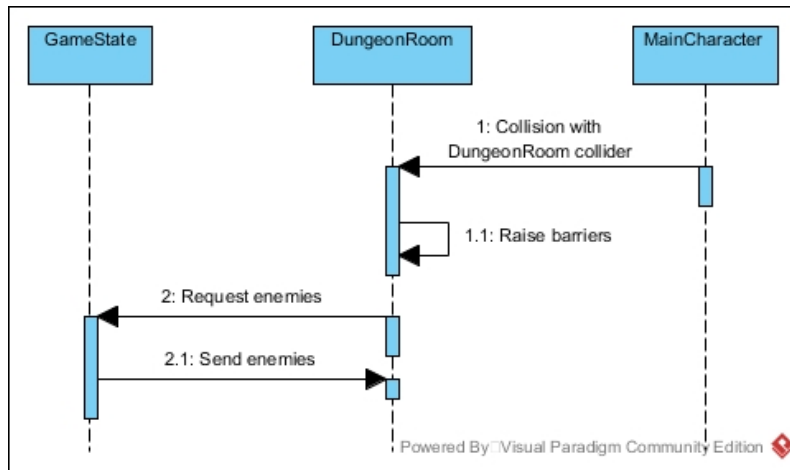 GameState
DungeonRoom
MainCharacter
1: Collision with
DungeonRoom collider
1.1: Raise barriers
2: Request enemies
2.1: Send enemies
Powered By Visual Paradigm Community Edition